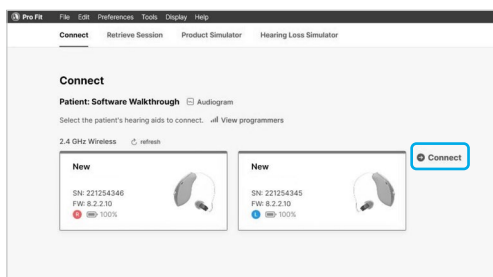 Pro Fit File Edit Preferences Tools Display Help
Connect Retrieve Session Product Simulator Hearing Loss Simulator
Connect
Patient: Software Walkthrough Audiogram
Select the patient's hearing aids to connect. View programmers
2.4 GHz Wireless refresh
New
SN: 221254346
FW: 8.2.2.10
R 100%
New
SN: 221254345
FW: 8.2.2.10
L 100%
Connect